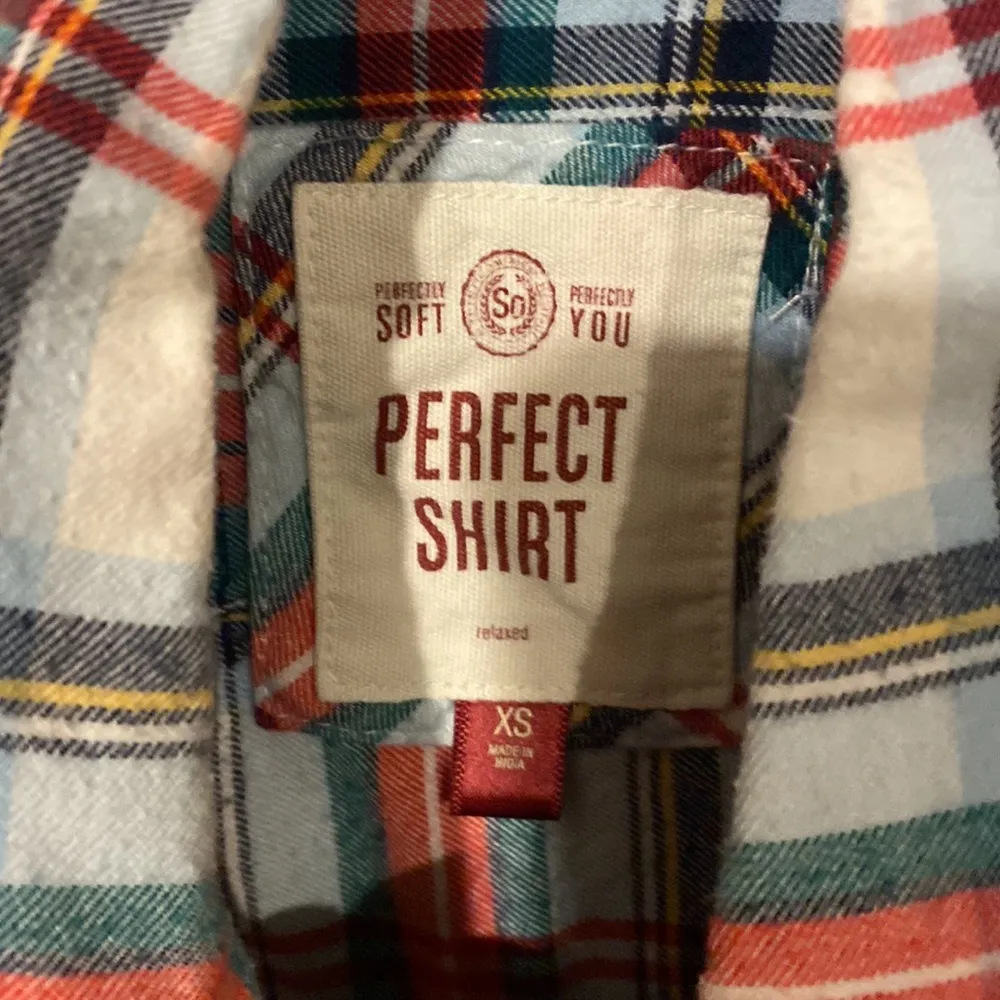 PERFECTLY
SOFT
So
PERFECTLY
YOU
PERFECT
SHIRT
relaxed
XS
MADE IN
INDIA